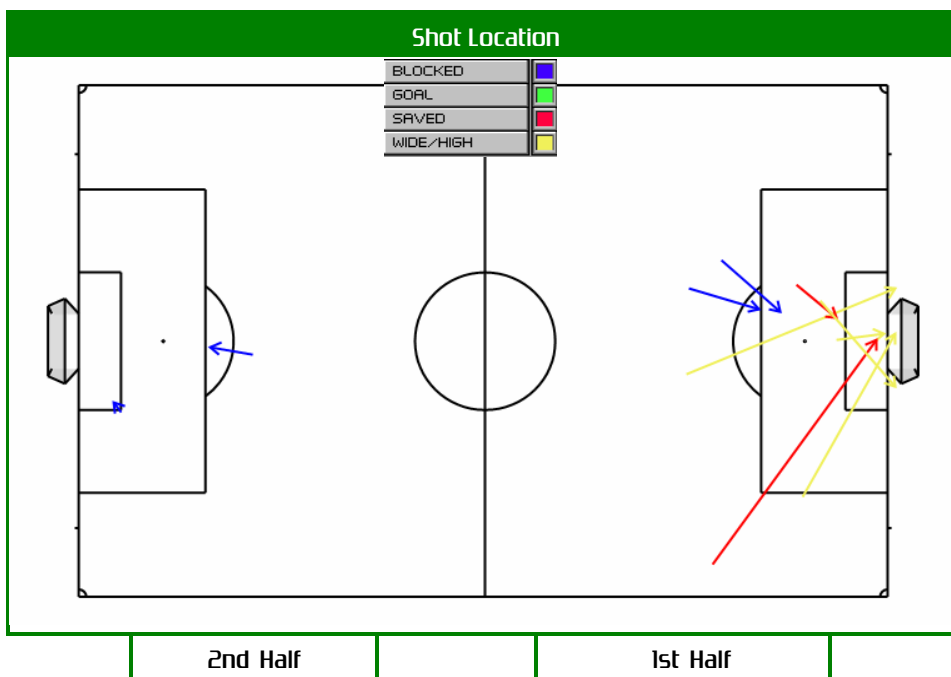 Shot Location
BLOCKED
GOAL
SAVED
WIDE/HIGH
2nd Half
1st Half